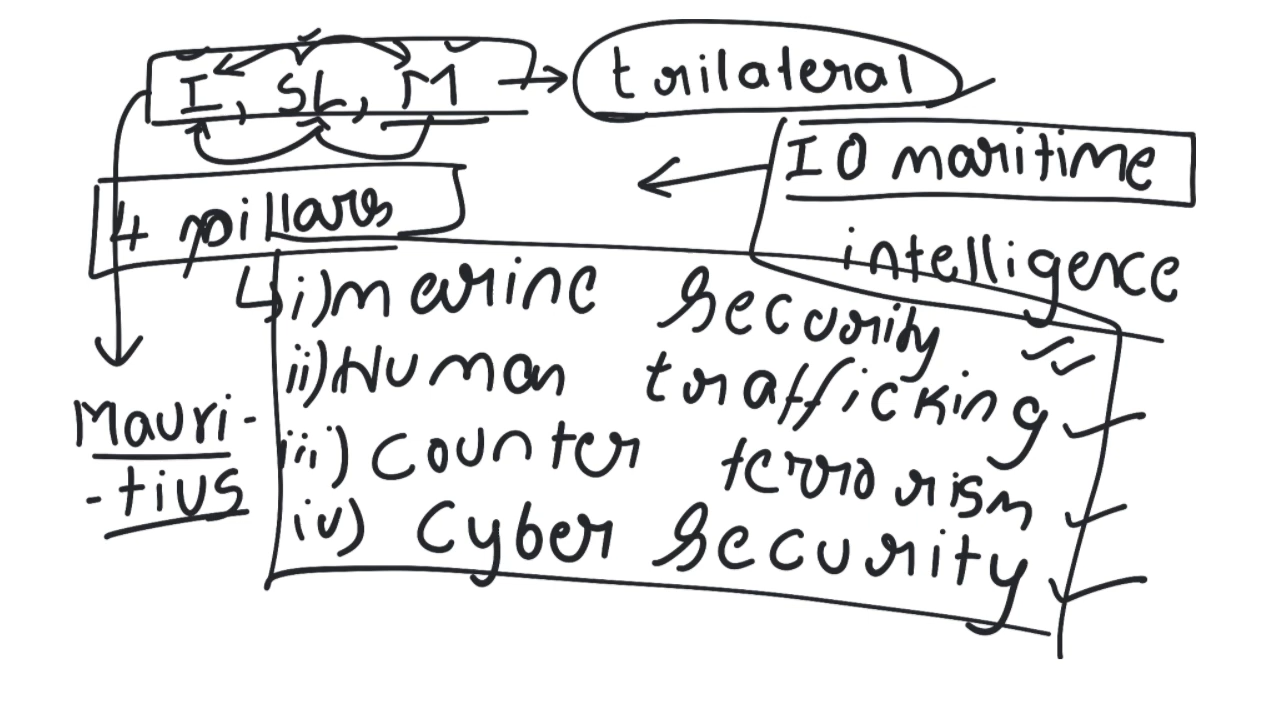 I, SL, M → trilateral
IO maritime
intelligence
4 pillars
i) marine security
ii) Human trafficking
iii) counter terrorism
iv) Cyber security
Mauri-
-tius